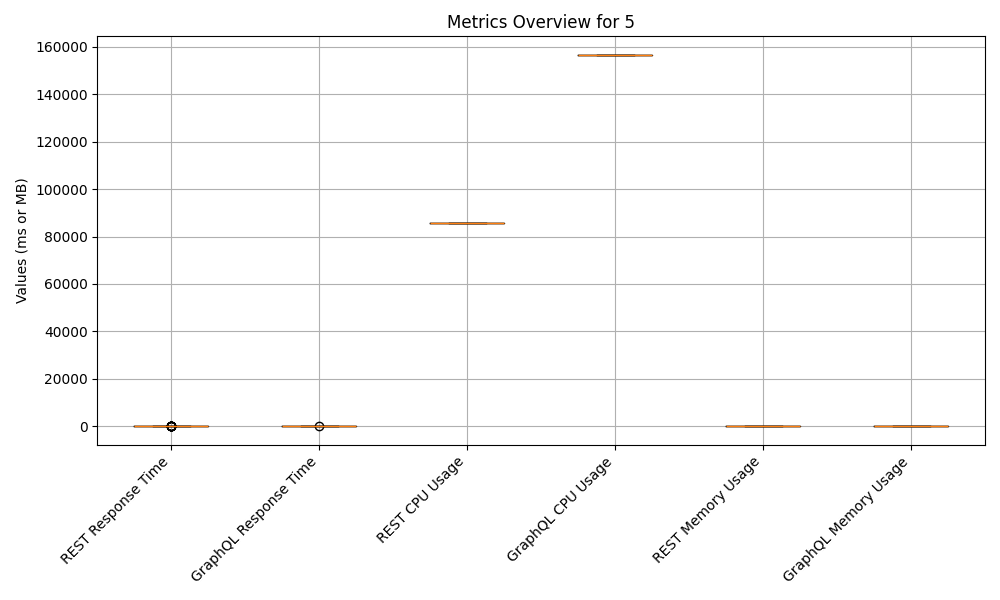 Metrics Overview for 5
Values (ms or MB)
160000
140000
120000
100000
80000
60000
40000
20000
0
REST Response Time
GraphQL Response Time
REST CPU Usage
GraphQL CPU Usage
REST Memory Usage
GraphQL Memory Usage